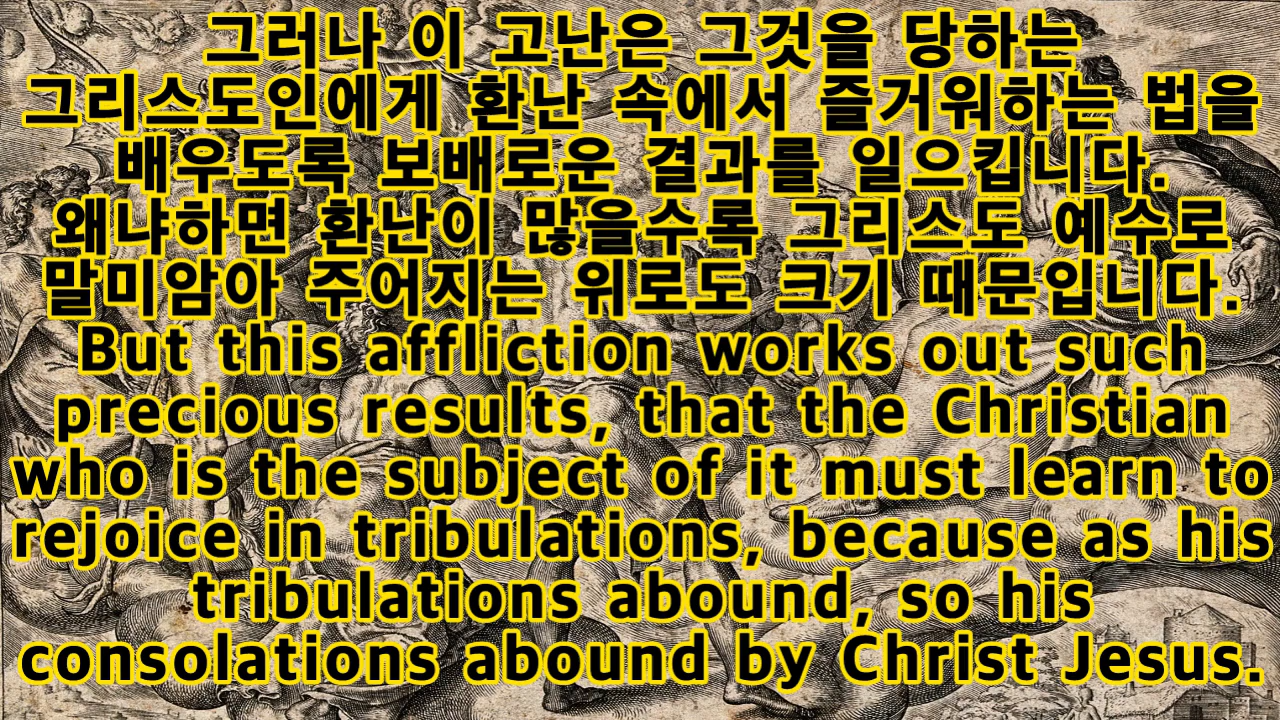 그러나 이 고난은 그것을 당하는
그리스도인에게 환난 속에서 즐거워하는 법을
배우도록 보배로운 결과를 일으킵니다.
왜냐하면 환난이 많을수록 그리스도 예수로
말미암아 주어지는 위로도 크기 때문입니다.
But this affliction works out such
precious results, that the Christian
who is the subject of it must learn to
rejoice in tribulations, because as his
tribulations abound, so his
consolations abound by Christ Jesus.